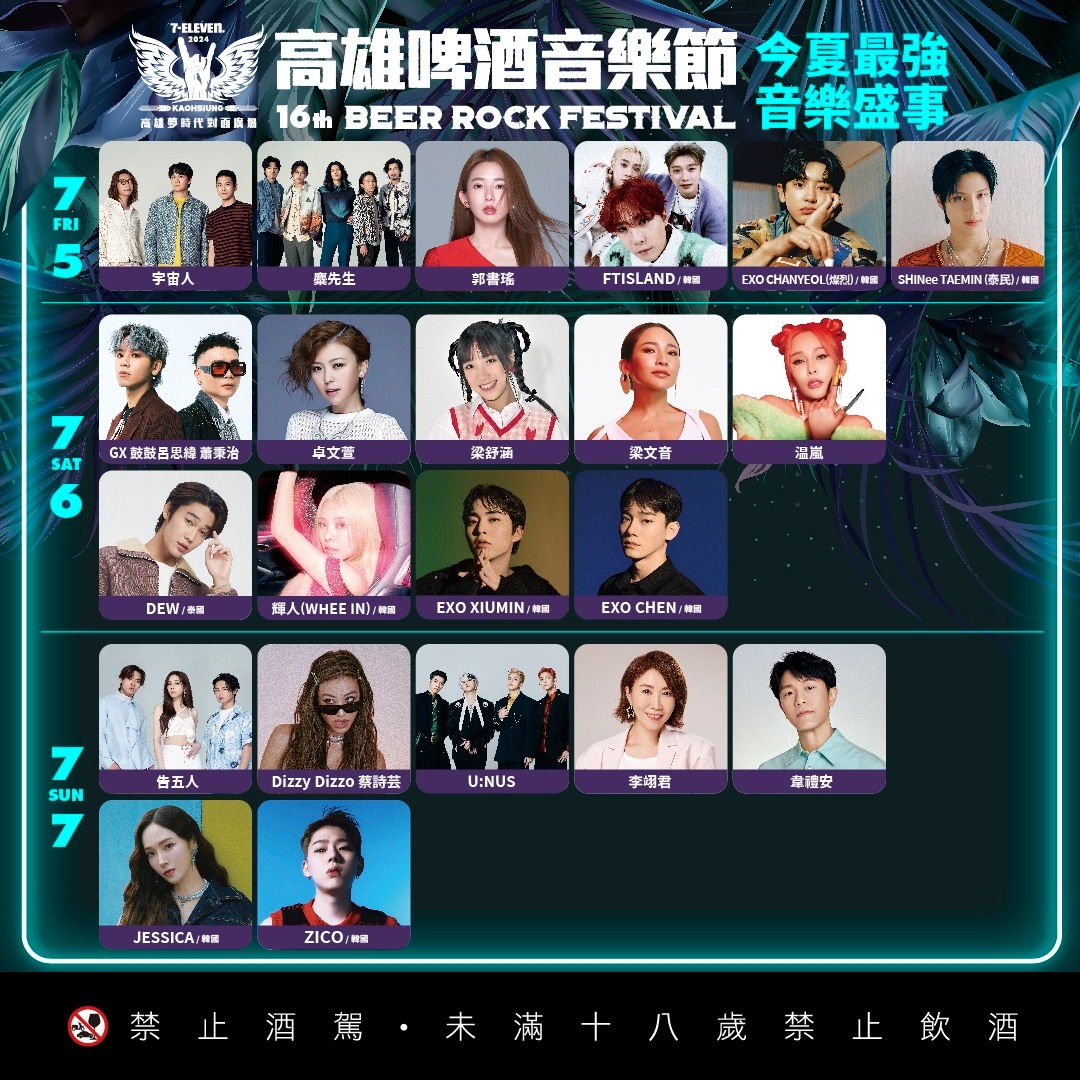 7-ELEVEN.
2024
KAOHSIUNG
高雄夢時代對面廣場
高雄啤酒音樂節
16th BEER ROCK FESTIVAL
今夏最強
音樂盛事
7
FRI
5
宇宙人
麋先生
郭書瑤
FTISLAND / 韓國
EXO CHANYEOL(燦烈) / 韓國
SHINee TAEMIN (泰民) / 韓國
7
SAT
6
GX 鼓鼓呂思緯 蕭秉治
卓文萱
梁舒涵
梁文音
温嵐
DEW / 泰國
輝人(WHEE IN) / 韓國
EXO XIUMIN / 韓國
EXO CHEN / 韓國
7
SUN
7
告五人
Dizzy Dizzo 蔡詩芸
U:NUS
李翊君
韋禮安
JESSICA / 韓國
ZICO / 韓國
禁止酒駕・未滿十八歲禁止飲酒